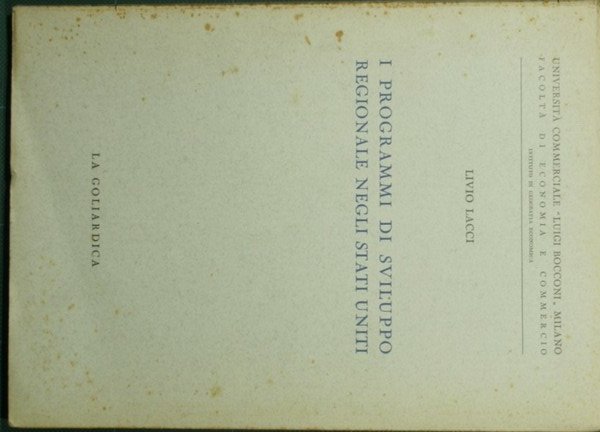 UNIVERSITÀ COMMERCIALE "LUIGI BOCCONI" MILANO
FACOLTÀ DI ECONOMIA E COMMERCIO
ISTITUTO DI GEOGRAFIA ECONOMICA
LIVIO LACCI
I PROGRAMMI DI SVILUPPO
REGIONALE NEGLI STATI UNITI
LA GOLIARDICA